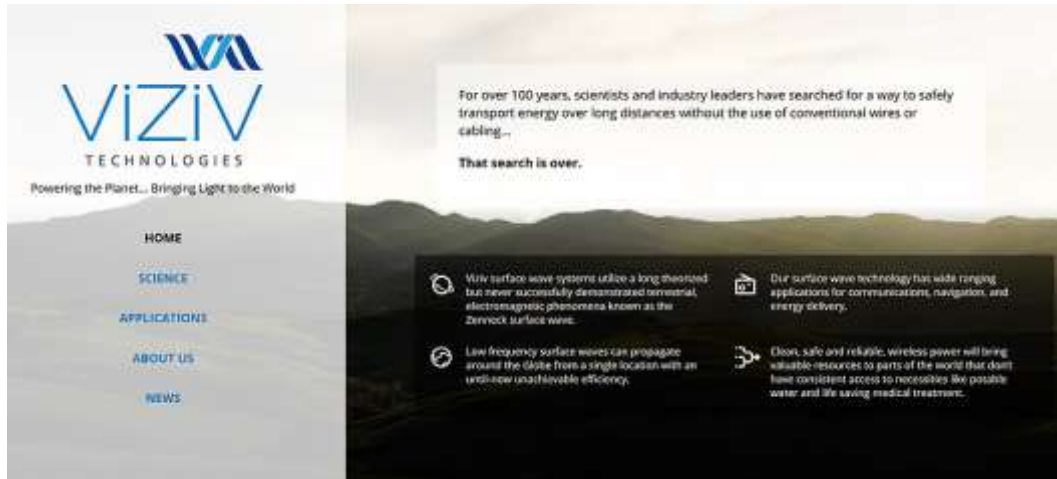 ViZiV
TECHNOLOGIES
Powering the Planet... Bringing Light to the World
HOME
SCIENCE
APPLICATIONS
ABOUT US
NEWS
For over 100 years, scientists and industry leaders have searched for a way to safely
transport energy over long distances without the use of conventional wires or
cabling...
That search is over.
Viziv surface wave systems utilize a long theorized
but never successfully demonstrated terrestrial,
electromagnetic phenomena known as the
Zenneck surface wave.
Our surface wave technology has wide ranging
applications for communications, navigation, and
energy delivery.
Low frequency surface waves can propagate
around the Globe from a single location with an
until-now unachievable efficiency.
Clean, safe and reliable, wireless power will bring
valuable resources to parts of the world that don't
have consistent access to necessities like potable
water and life saving medical treatment.